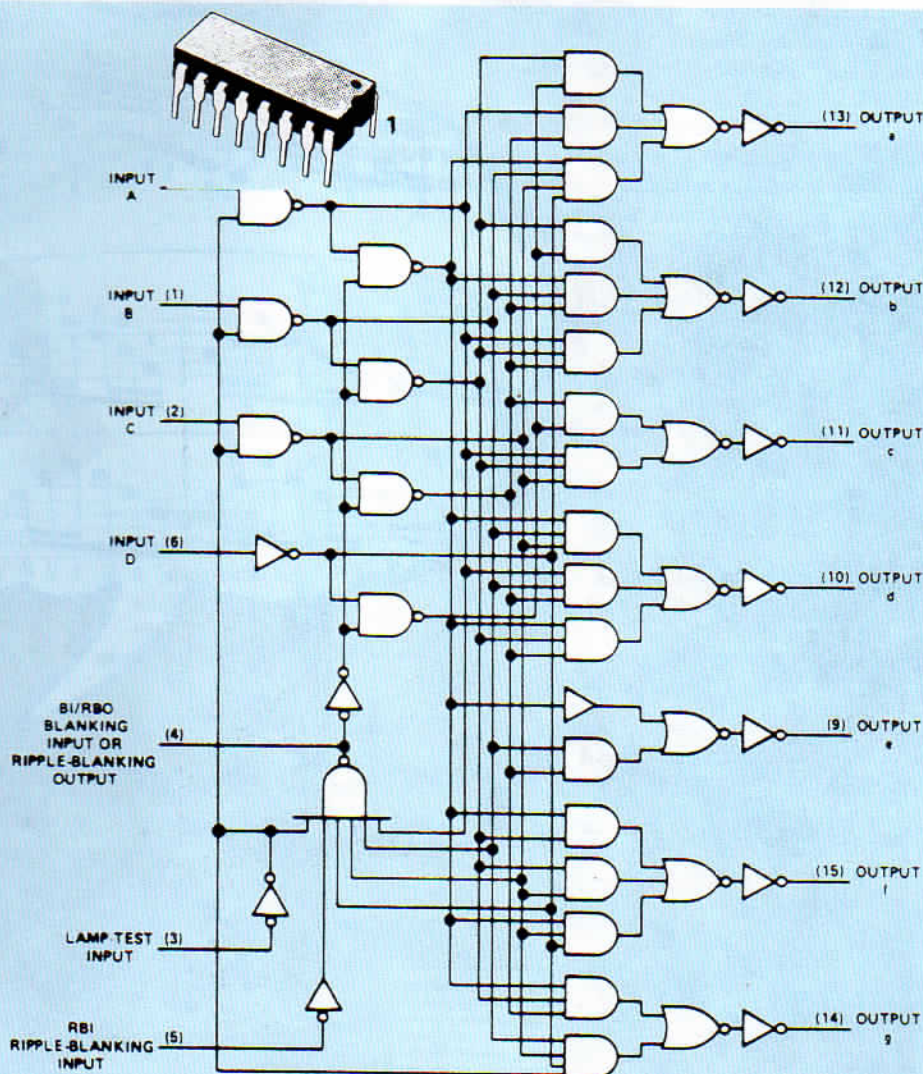 1
INPUT
A
INPUT (1)
B
INPUT (2)
C
INPUT (6)
D
BI/RBO
BLANKING (4)
INPUT OR
RIPPLE-BLANKING
OUTPUT
LAMP-TEST (3)
INPUT
RBI
RIPPLE-BLANKING (5)
INPUT
(13) OUTPUT
a
(12) OUTPUT
b
(11) OUTPUT
c
(10) OUTPUT
d
(9) OUTPUT
e
(15) OUTPUT
f
(14) OUTPUT
g